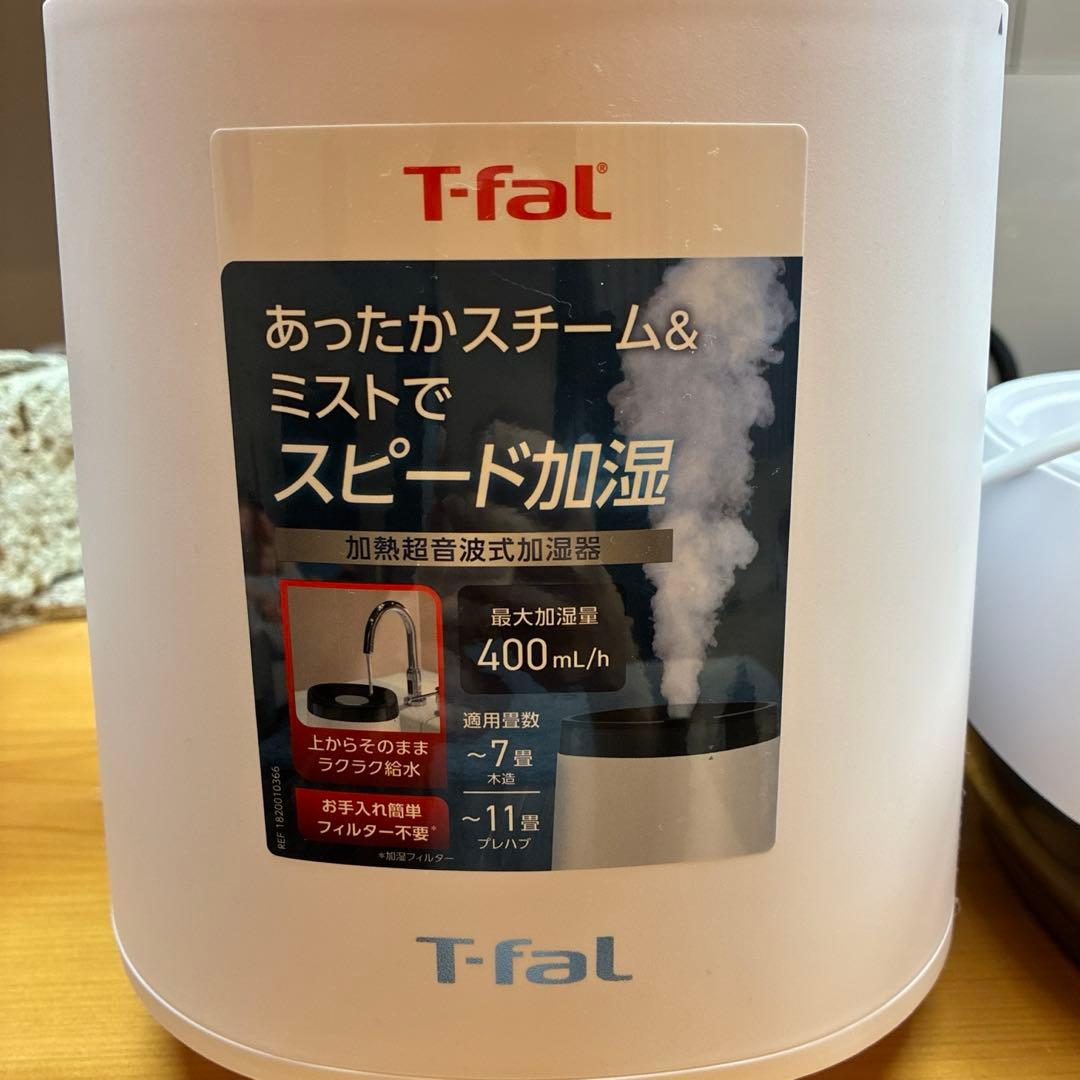 T-fal®
あったかスチーム&
ミストで
スピード加湿
加熱超音波式加湿器
最大加湿量
400mL/h
上からそのまま
ラクラク給水
お手入れ簡単
フィルター不要*
*加湿フィルター
適用畳数
~7畳
木造
~11畳
プレハブ
REF 1820010366
T-fal